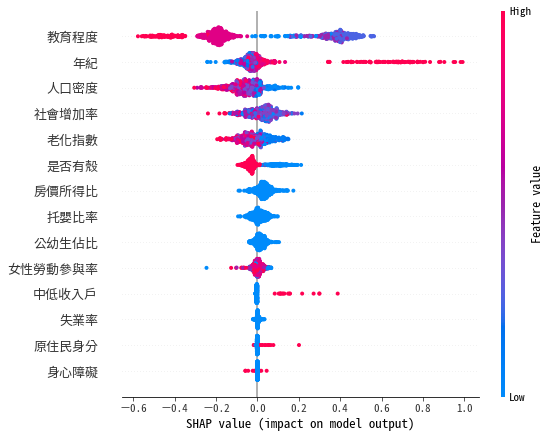 High
教育程度
年紀
人口密度
社會增加率
老化指數
是否有殼
房價所得比
托嬰比率
公幼生佔比
女性勞動參與率
中低收入戶
失業率
原住民身分
身心障礙
Feature value
Low
−0.6 −0.4 −0.2 0.0 0.2 0.4 0.6 0.8 1.0
SHAP value (impact on model output)